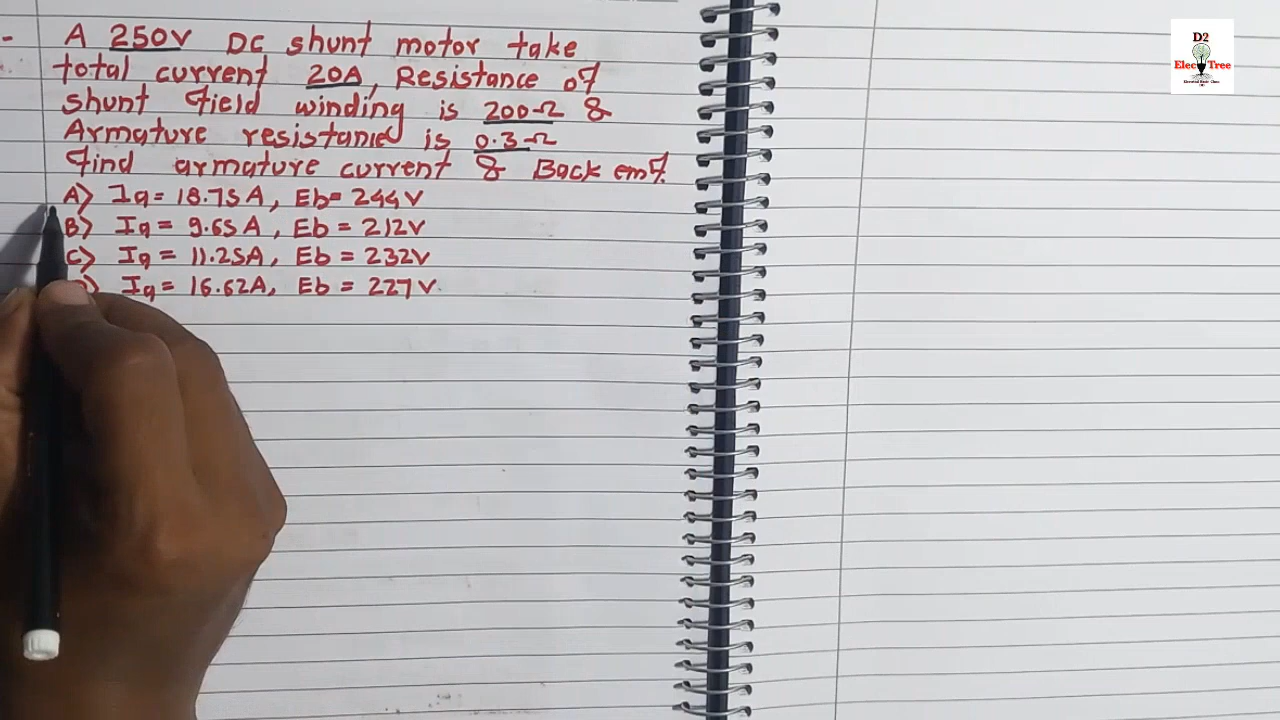 A 250V DC shunt motor take
total current 20A, Resistance of
shunt field winding is 200Ω &
Armature resistance is 0.3Ω
find armature current & Back emf.
A) Ia = 18.75A, Eb = 244V
B) Ia = 9.65A, Eb = 212V
C) Ia = 11.25A, Eb = 232V
Ia = 16.62A, Eb = 227V.
D2
Elec Tree